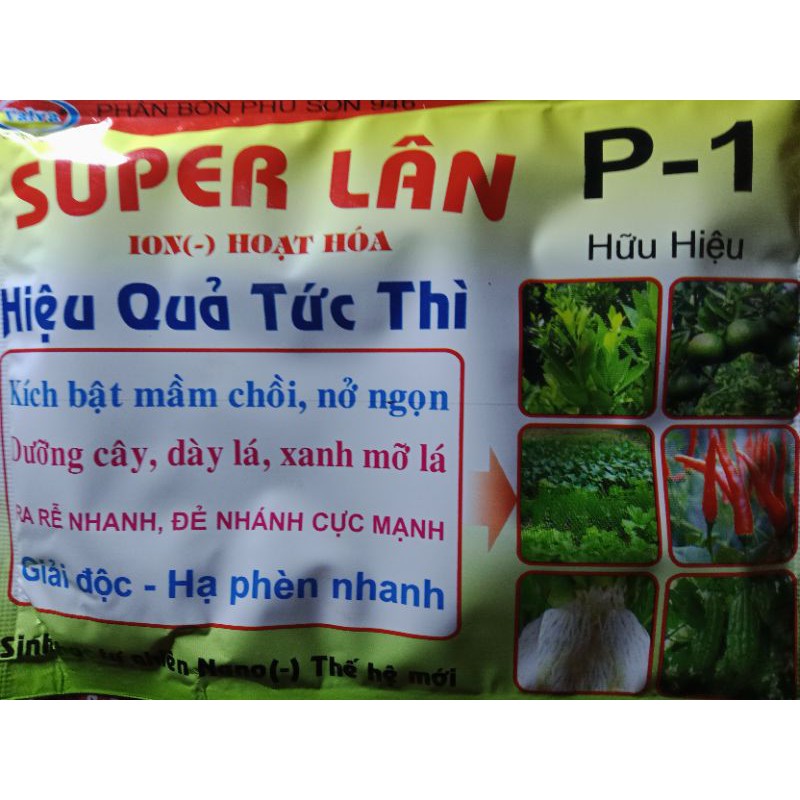 PHÂN BÓN PHÚ SƠN 946
SUPER LÂN
P-1
ION(-) HOẠT HÓA
Hữu Hiệu
Hiệu Quả Tức Thì
Kích bật mầm chồi, nở ngọn
Dưỡng cây, dày lá, xanh mỡ lá
RA RỄ NHANH, ĐẺ NHÁNH CỰC MẠNH
Giải độc - Hạ phèn nhanh
nhiên Nano(-) Thế hệ mới